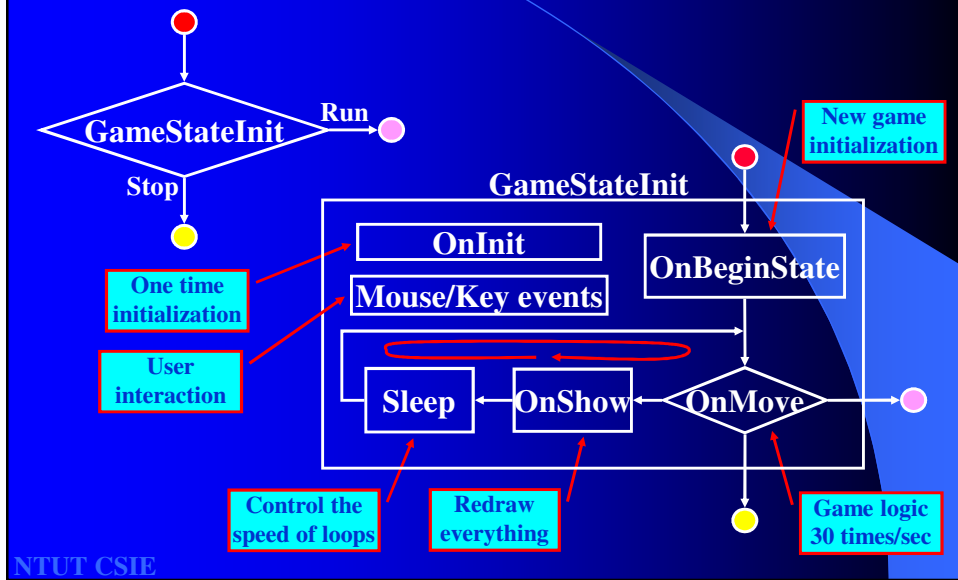 GameStateInit
Run
Stop
New game
initialization
GameStateInit
OnInit
OnBeginState
One time
initialization
Mouse/Key events
User
interaction
Sleep
OnShow
OnMove
Control the
speed of loops
Redraw
everything
Game logic
30 times/sec
NTUT CSIE